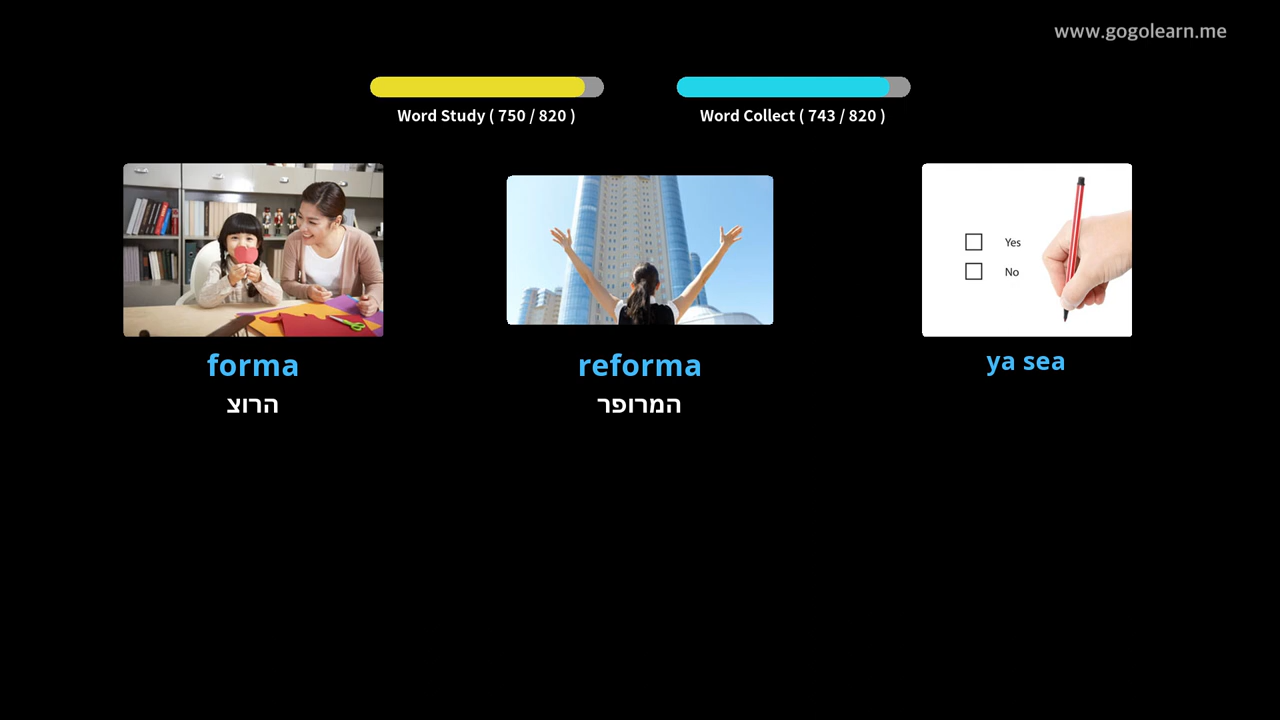 www.gogolearn.me
Word Study ( 750 / 820 )
Word Collect ( 743 / 820 )
Yes
No
forma
reforma
ya sea
הרוצ
המרופר